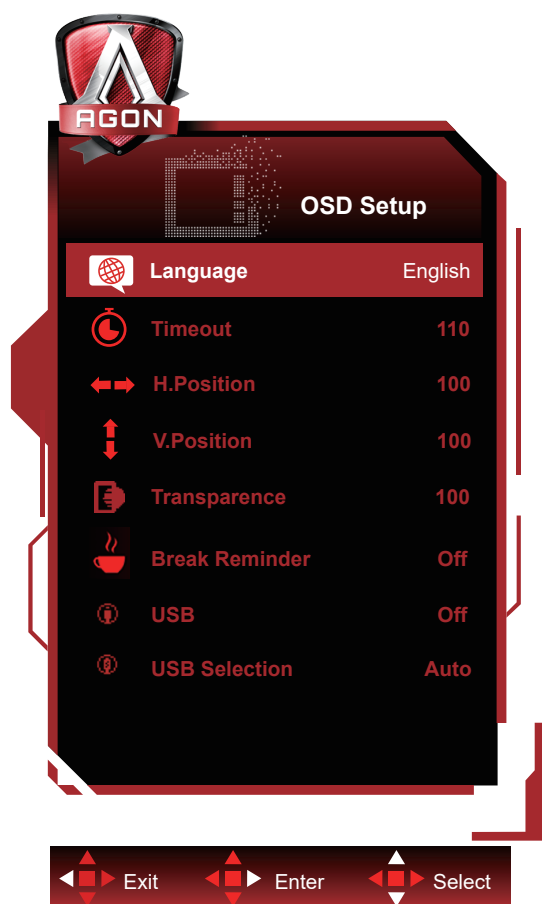 AGON
OSD Setup
Language English
Timeout 110
H.Position 100
V.Position 100
Transparence 100
Break Reminder Off
USB Off
USB Selection Auto
Exit Enter Select